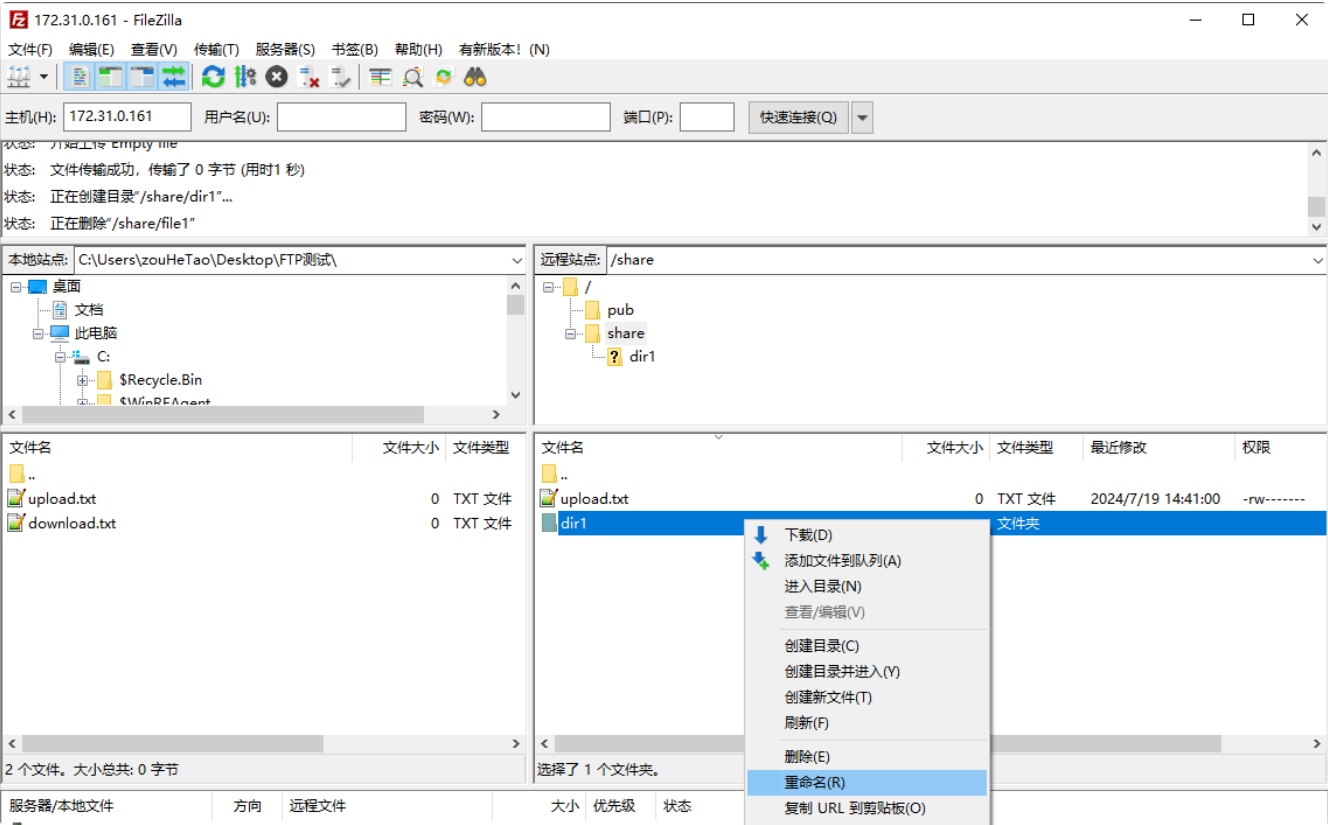 172.31.0.161 - FileZilla
文件(F) 编辑(E) 查看(V) 传输(T) 服务器(S) 书签(B) 帮助(H) 有新版本! (N)
主机(H): 172.31.0.161 用户名(U): 密码(W): 端口(P): 快速连接(Q)
状态: 开始上传 Empty file
状态: 文件传输成功，传输了 0 字节 (用时1 秒)
状态: 正在创建目录“/share/dir1”...
状态: 正在删除“/share/file1”
本地站点: C:\Users\zouHeTao\Desktop\FTP测试\
桌面
文档
此电脑
C:
$Recycle.Bin
$WinREAgent
远程站点: /share
/
pub
share
? dir1
文件名 文件大小 文件类型
..
upload.txt 0 TXT 文件
download.txt 0 TXT 文件
2 个文件。大小总共: 0 字节
文件名 文件大小 文件类型 最近修改 权限
..
upload.txt 0 TXT 文件 2024/7/19 14:41:00 -rw-------
dir1 文件夹
下载(D)
添加文件到队列(A)
进入目录(N)
查看/编辑(V)
创建目录(C)
创建目录并进入(Y)
创建新文件(T)
刷新(F)
删除(E)
重命名(R)
复制 URL 到剪贴板(O)
选择了 1 个文件夹。
服务器/本地文件 方向 远程文件 大小 优先级 状态